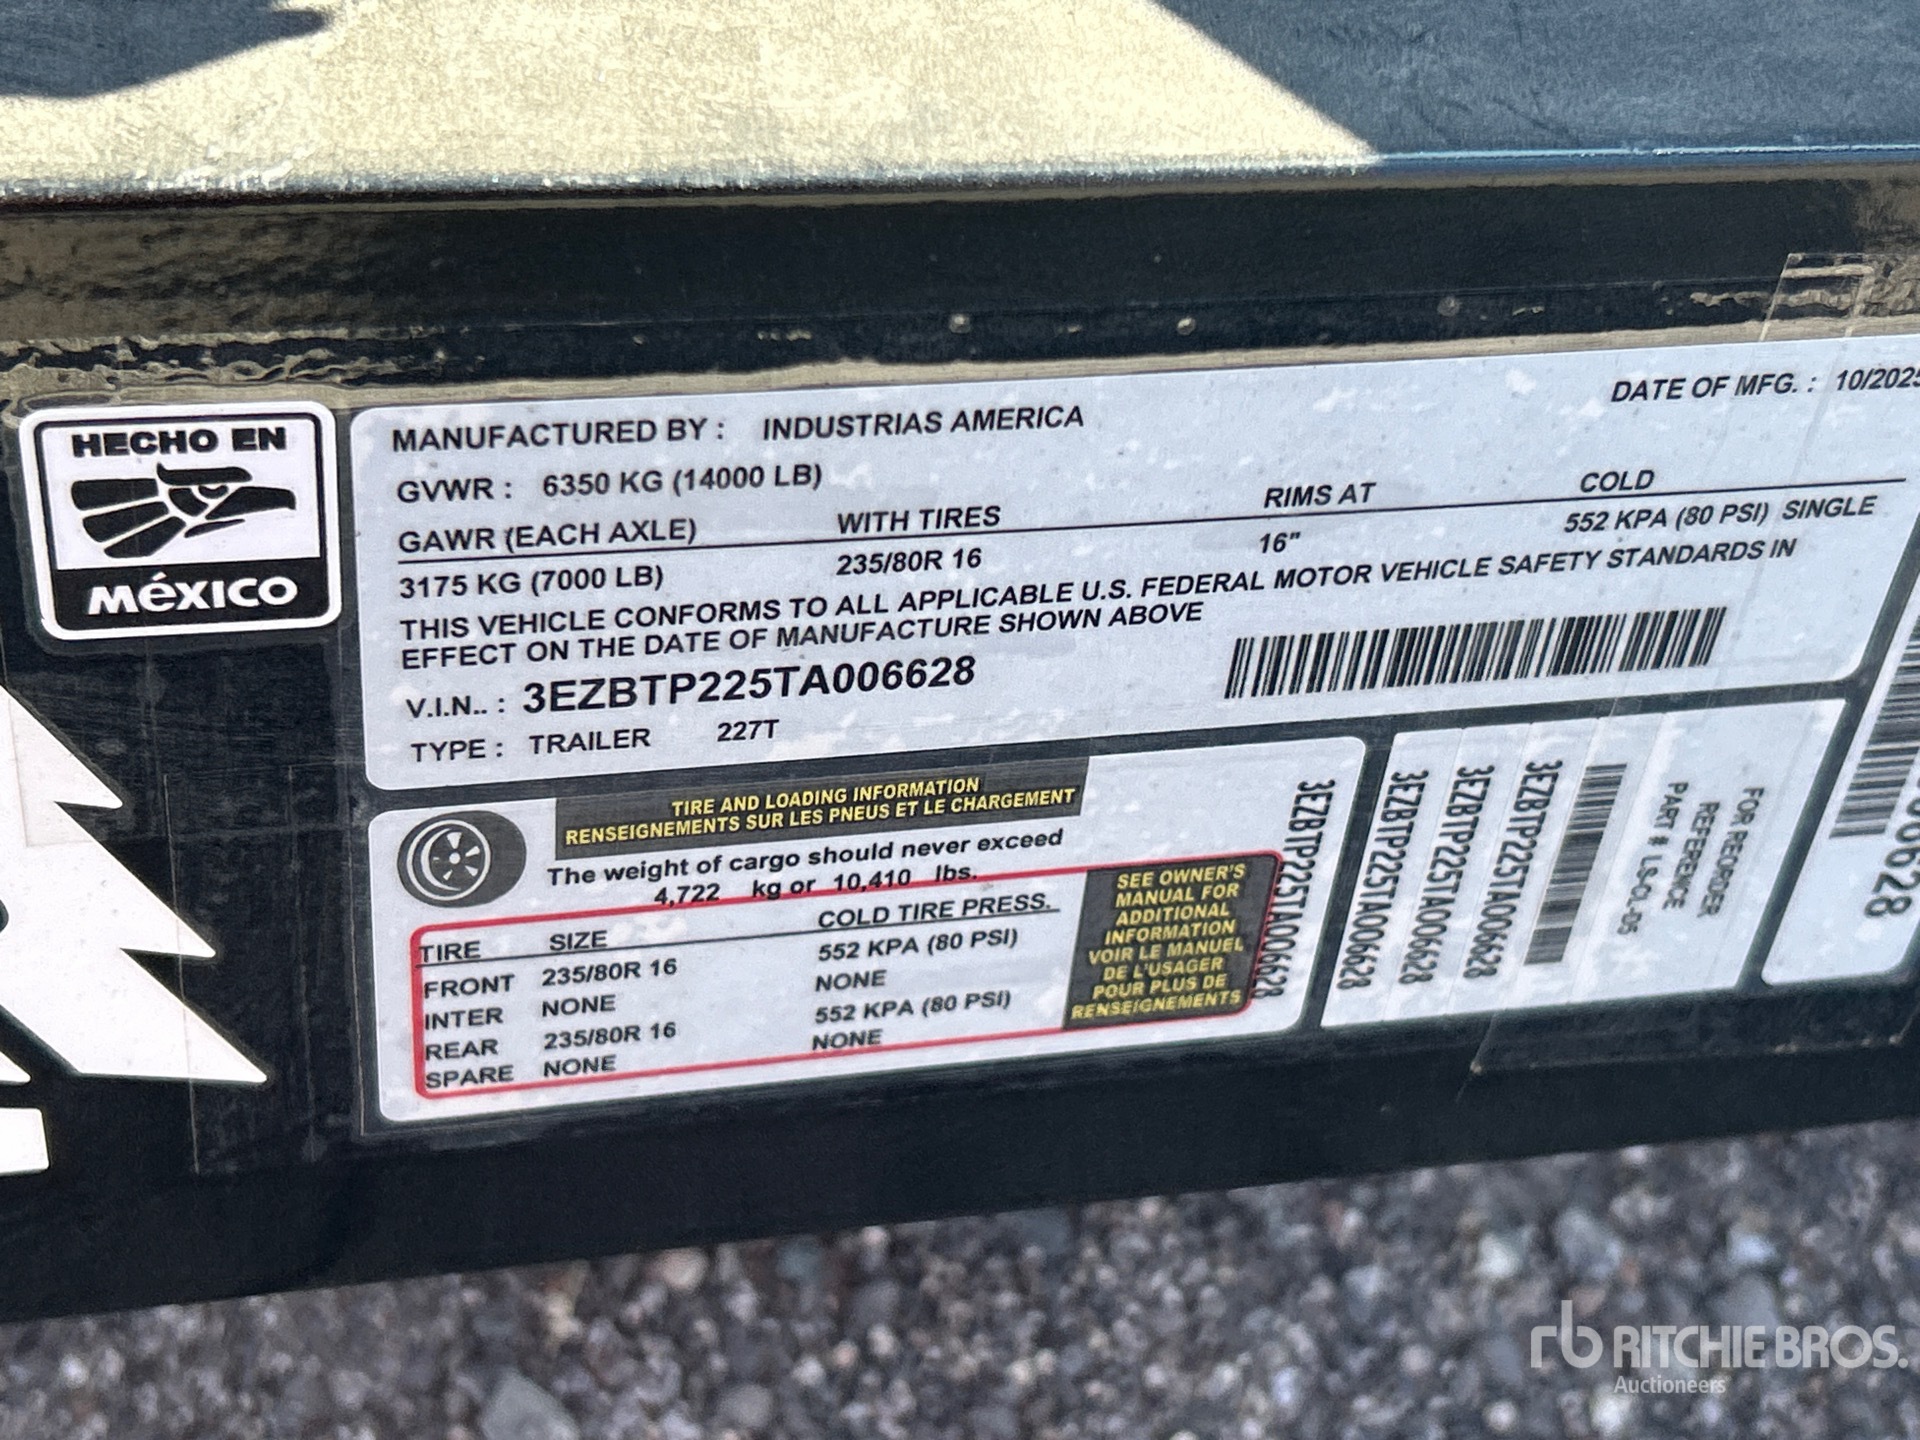 HECHO EN
MÉXICO
DATE OF MFG. : 10/2025
MANUFACTURED BY : INDUSTRIAS AMERICA
GVWR : 6350 KG (14000 LB)
GAWR (EACH AXLE) WITH TIRES RIMS AT COLD
3175 KG (7000 LB) 235/80R 16 16" 552 KPA (80 PSI) SINGLE
THIS VEHICLE CONFORMS TO ALL APPLICABLE U.S. FEDERAL MOTOR VEHICLE SAFETY STANDARDS IN
EFFECT ON THE DATE OF MANUFACTURE SHOWN ABOVE
V.I.N.. : 3EZBTP225TA006628
TYPE : TRAILER 227T
TIRE AND LOADING INFORMATION
RENSEIGNEMENTS SUR LES PNEUS ET LE CHARGEMENT
The weight of cargo should never exceed
4,722 kg or 10,410 lbs.
TIRE SIZE COLD TIRE PRESS.
FRONT 235/80R 16 552 KPA (80 PSI)
INTER NONE NONE
REAR 235/80R 16 552 KPA (80 PSI)
SPARE NONE NONE
SEE OWNER'S
MANUAL FOR
ADDITIONAL
INFORMATION
VOIR LE MANUEL
DE L'USAGER
POUR PLUS DE
RENSEIGNEMENTS
3EZBTP225TA006628
3EZBTP225TA006628
3EZBTP225TA006628
3EZBTP225TA006628
3EZBTP225TA006628
FOR REORDER
REFERENCE
PART # LS-OL-05
06628
rb RITCHIE BROS.
Auctioneers